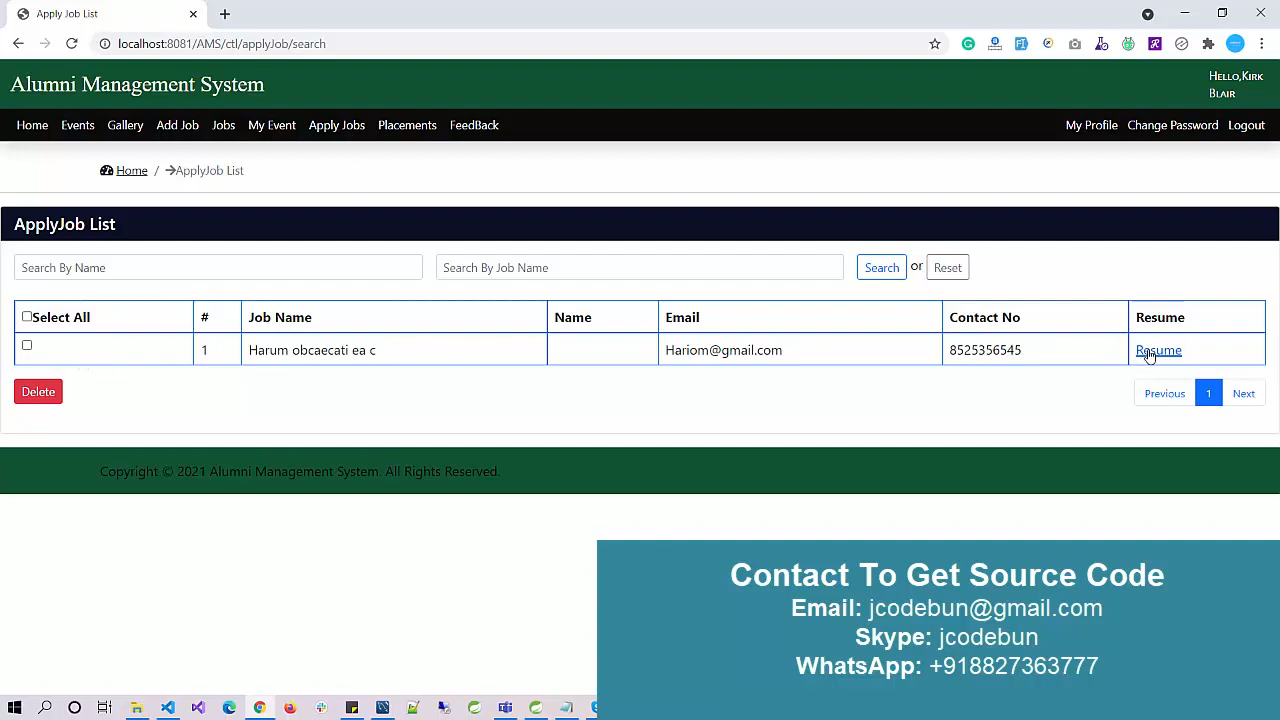 Apply Job List
localhost:8081/AMS/ctl/applyJob/search
Alumni Management System
Hello,Kirk
Blair
Home Events Gallery Add Job Jobs My Event Apply Jobs Placements FeedBack My Profile Change Password Logout
Home / ApplyJob List
ApplyJob List
Search By Name Search By Job Name Search or Reset
Select All # Job Name Name Email Contact No Resume
1 Harum obcaecati ea c Hariom@gmail.com 8525356545 Resume
Delete Previous 1 Next
Copyright © 2021 Alumni Management System. All Rights Reserved.
Contact To Get Source Code
Email: jcodebun@gmail.com
Skype: jcodebun
WhatsApp: +918827363777